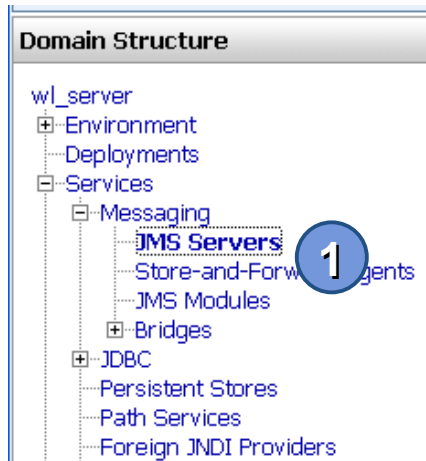 Domain Structure
wl_server
Environment
Deployments
Services
Messaging
JMS Servers
1
Store-and-Forw gents
JMS Modules
Bridges
JDBC
Persistent Stores
Path Services
Foreign JNDI Providers